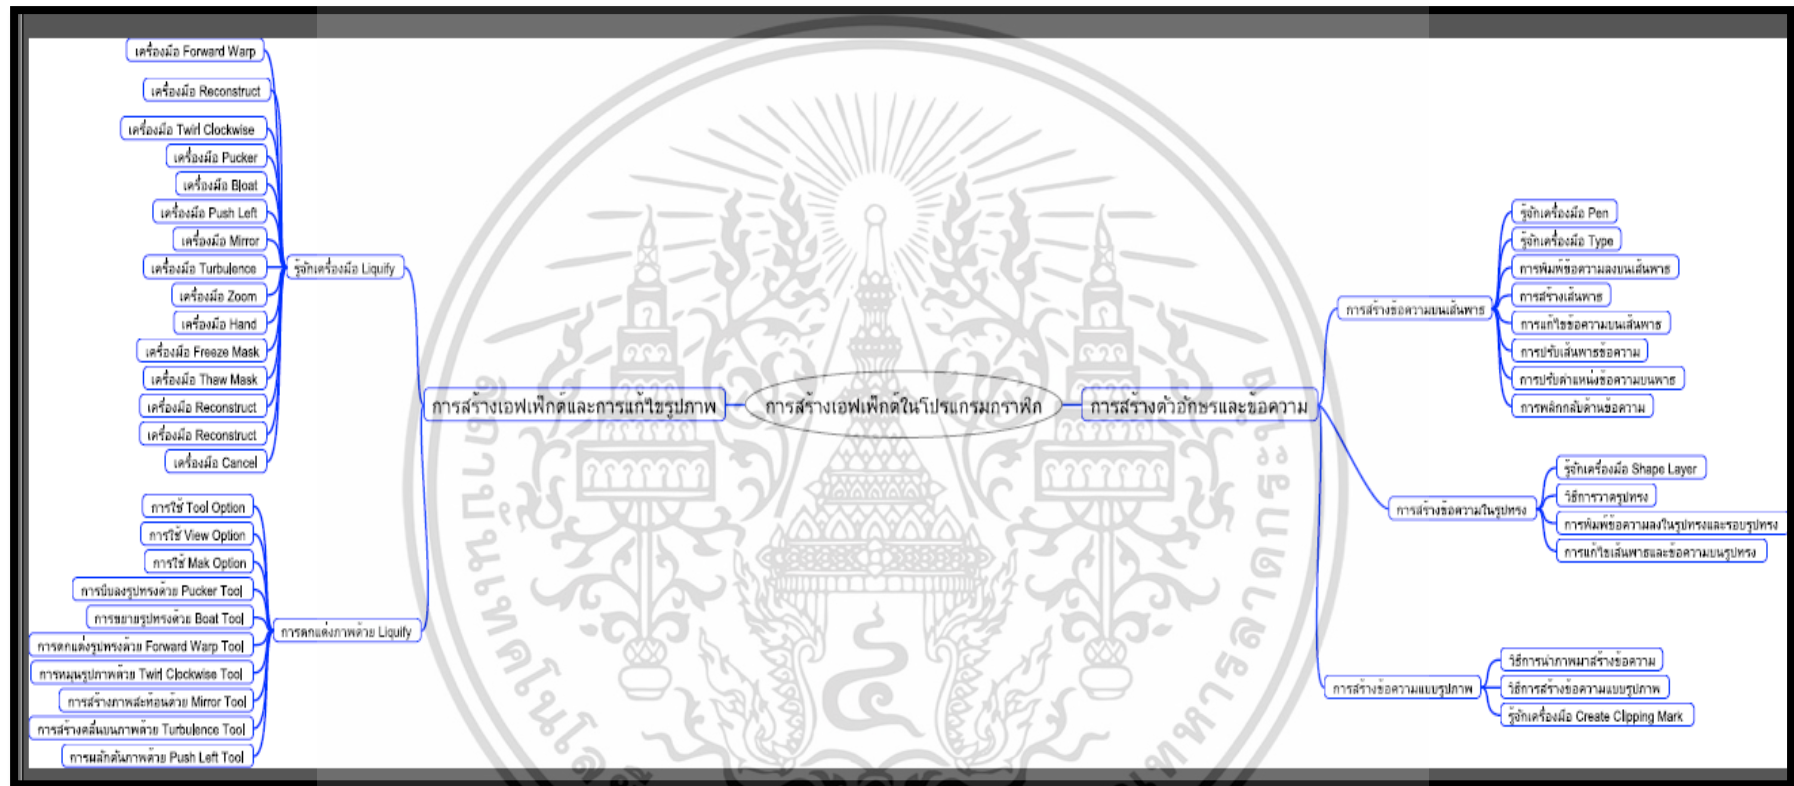 เครื่องมือ Forward Warp
เครื่องมือ Reconstruct
เครื่องมือ Twirl Clockwise
เครื่องมือ Pucker
เครื่องมือ Bloat
เครื่องมือ Push Left
เครื่องมือ Mirror
เครื่องมือ Turbulence
เครื่องมือ Zoom
เครื่องมือ Hand
เครื่องมือ Freeze Mask
เครื่องมือ Thaw Mask
เครื่องมือ Reconstruct
เครื่องมือ Reconstruct
เครื่องมือ Cancel
รู้จักเครื่องมือ Liquify
การใช้ Tool Option
การใช้ View Option
การใช้ Mak Option
การบีบลงรูปทรงด้วย Pucker Tool
การขยายรูปทรงด้วย Boat Tool
การตกแต่งรูปทรงด้วย Forward Warp Tool
การหมุนรูปภาพด้วย Twirl Clockwise Tool
การสร้างภาพสะท้อนด้วย Mirror Tool
การสร้างคลื่นบนภาพด้วย Turbulence Tool
การผลักดันภาพด้วย Push Left Tool
การตกแต่งภาพด้วย Liquify
การสร้างเอฟเฟ็กต์และการแก้ไขรูปภาพ
การสร้างเอฟเฟ็กต์ในโปรแกรมกราฟิก
การสร้างตัวอักษรและข้อความ
การสร้างข้อความบนเส้นพาธ
รู้จักเครื่องมือ Pen
รู้จักเครื่องมือ Type
การพิมพ์ข้อความลงบนเส้นพาธ
การสร้างเส้นพาธ
การแก้ไขข้อความบนเส้นพาธ
การปรับเส้นพาธข้อความ
การปรับตำแหน่งข้อความบนพาธ
การพลิกกลับด้านข้อความ
การสร้างข้อความในรูปทรง
รู้จักเครื่องมือ Shape Layer
วิธีการวาดรูปทรง
การพิมพ์ข้อความลงในรูปทรงและรอบรูปทรง
การแก้ไขเส้นพาธและข้อความบนรูปทรง
การสร้างข้อความแบบรูปภาพ
วิธีการนำภาพมาสร้างข้อความ
วิธีการสร้างข้อความแบบรูปภาพ
รู้จักเครื่องมือ Create Clipping Mark